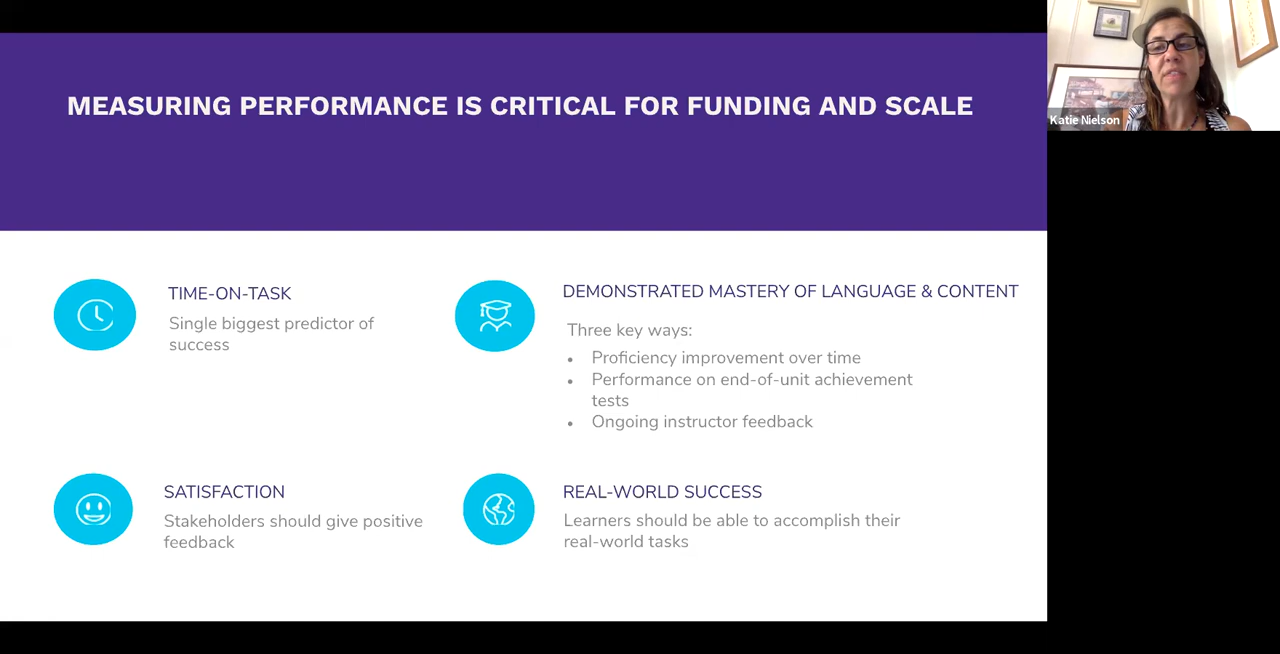 MEASURING PERFORMANCE IS CRITICAL FOR FUNDING AND SCALE
Katie Nielson
TIME-ON-TASK
Single biggest predictor of
success
DEMONSTRATED MASTERY OF LANGUAGE & CONTENT
Three key ways:
• Proficiency improvement over time
• Performance on end-of-unit achievement
tests
• Ongoing instructor feedback
SATISFACTION
Stakeholders should give positive
feedback
REAL-WORLD SUCCESS
Learners should be able to accomplish their
real-world tasks